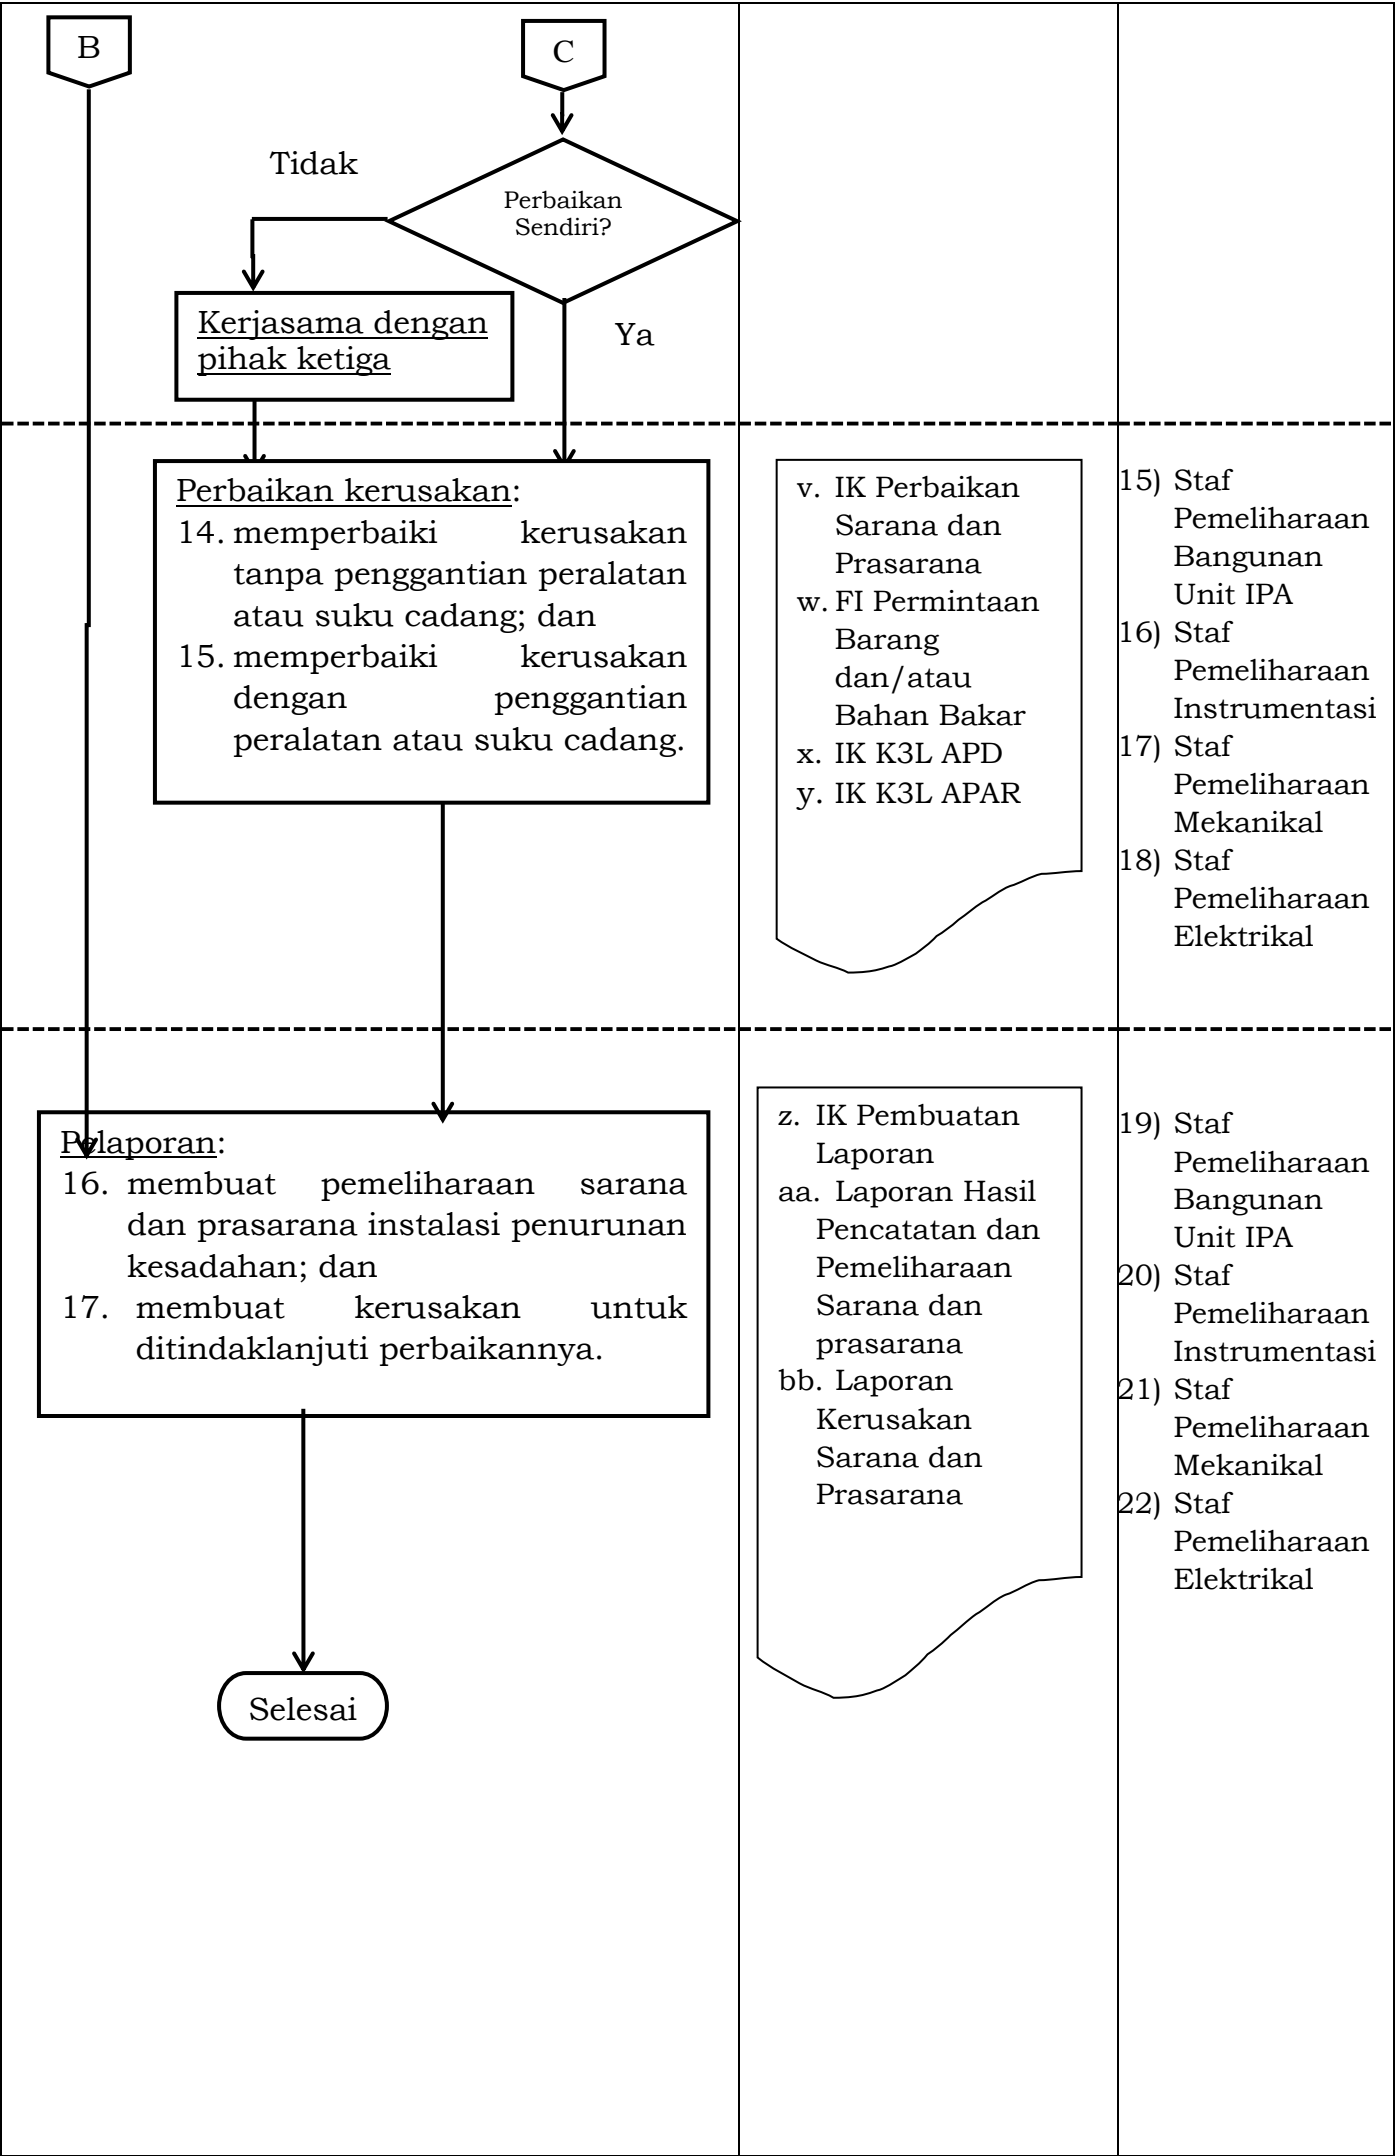 B
C
Tidak
Perbaikan
Sendiri?
Kerjasama dengan
pihak ketiga
Ya
Perbaikan kerusakan:
14. memperbaiki kerusakan
tanpa penggantian peralatan
atau suku cadang; dan
15. memperbaiki kerusakan
dengan penggantian
peralatan atau suku cadang.
v. IK Perbaikan
Sarana dan
Prasarana
w. FI Permintaan
Barang
dan/atau
Bahan Bakar
x. IK K3L APD
y. IK K3L APAR
15) Staf
Pemeliharaan
Bangunan
Unit IPA
16) Staf
Pemeliharaan
Instrumentasi
17) Staf
Pemeliharaan
Mekanikal
18) Staf
Pemeliharaan
Elektrikal
Pelaporan:
16. membuat pemeliharaan sarana
dan prasarana instalasi penurunan
kesadahan; dan
17. membuat kerusakan untuk
ditindaklanjuti perbaikannya.
z. IK Pembuatan
Laporan
aa. Laporan Hasil
Pencatatan dan
Pemeliharaan
Sarana dan
prasarana
bb. Laporan
Kerusakan
Sarana dan
Prasarana
19) Staf
Pemeliharaan
Bangunan
Unit IPA
20) Staf
Pemeliharaan
Instrumentasi
21) Staf
Pemeliharaan
Mekanikal
22) Staf
Pemeliharaan
Elektrikal
Selesai